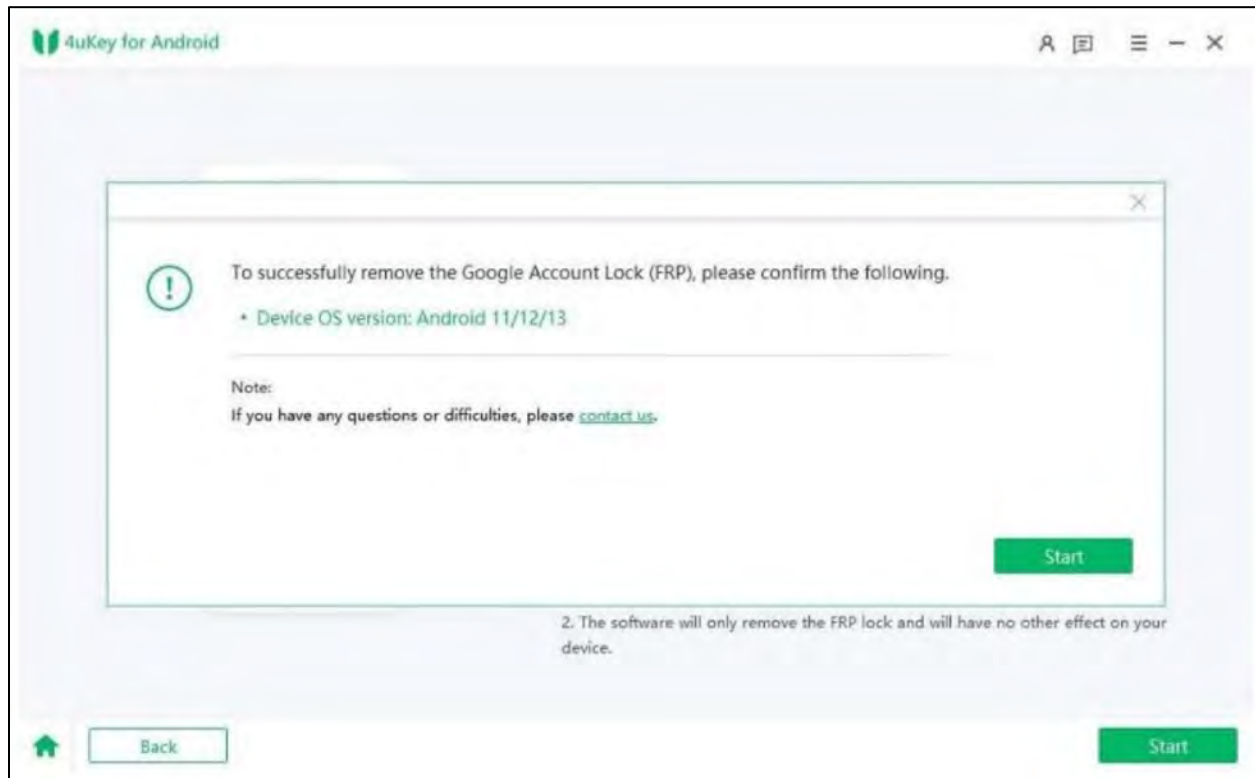 4uKey for Android
To successfully remove the Google Account Lock (FRP), please confirm the following.
• Device OS version: Android 11/12/13
Note:
If you have any questions or difficulties, please contact us.
Start
2. The software will only remove the FRP lock and will have no other effect on your
device.
Back
Start